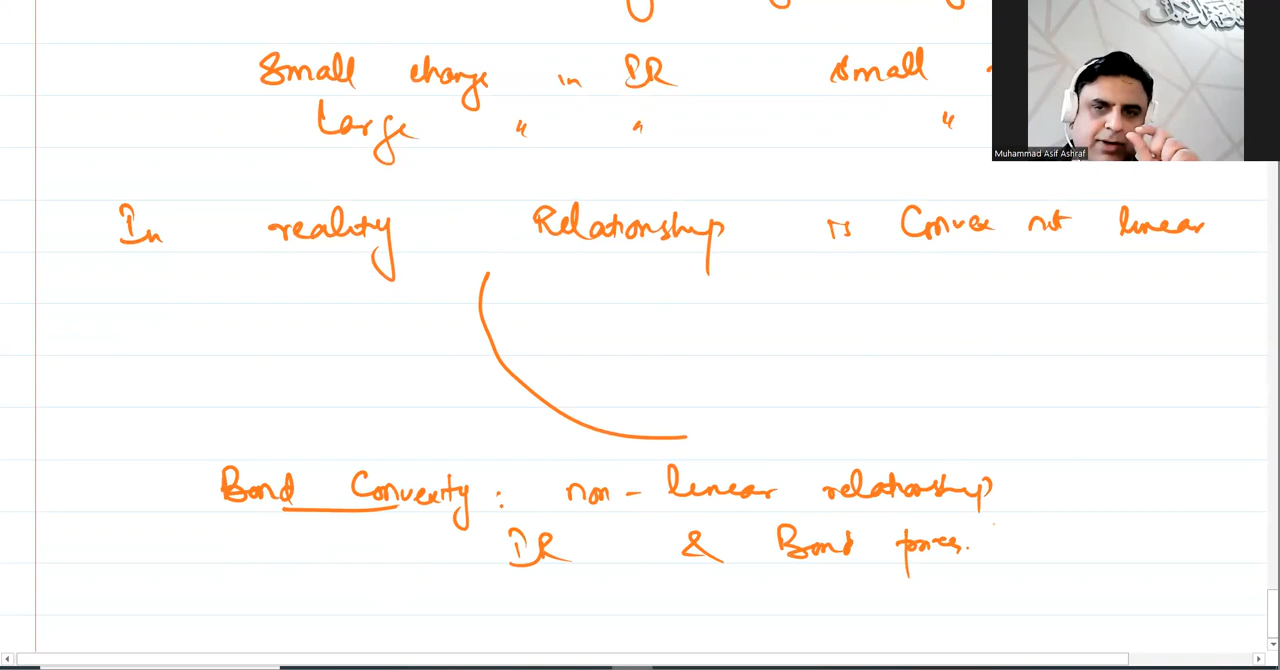 Small change in IR small
Large " " "
Muhammad Asif Ashraf
In reality Relationship is Convex not linear
Bond Convexity: non-linear relationship
IR & Bond prices.